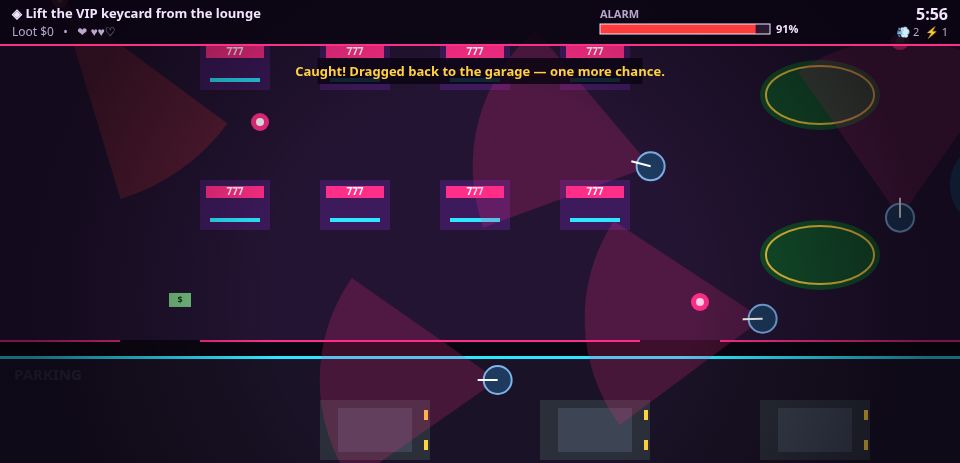 ◈ Lift the VIP keycard from the lounge
Loot $0 • ❤ ♥♥♡
ALARM
91%
5:56
💨 2 ⚡ 1
777 777 777 777
Caught! Dragged back to the garage — one more chance.
777 777 777 777
$
PARKING